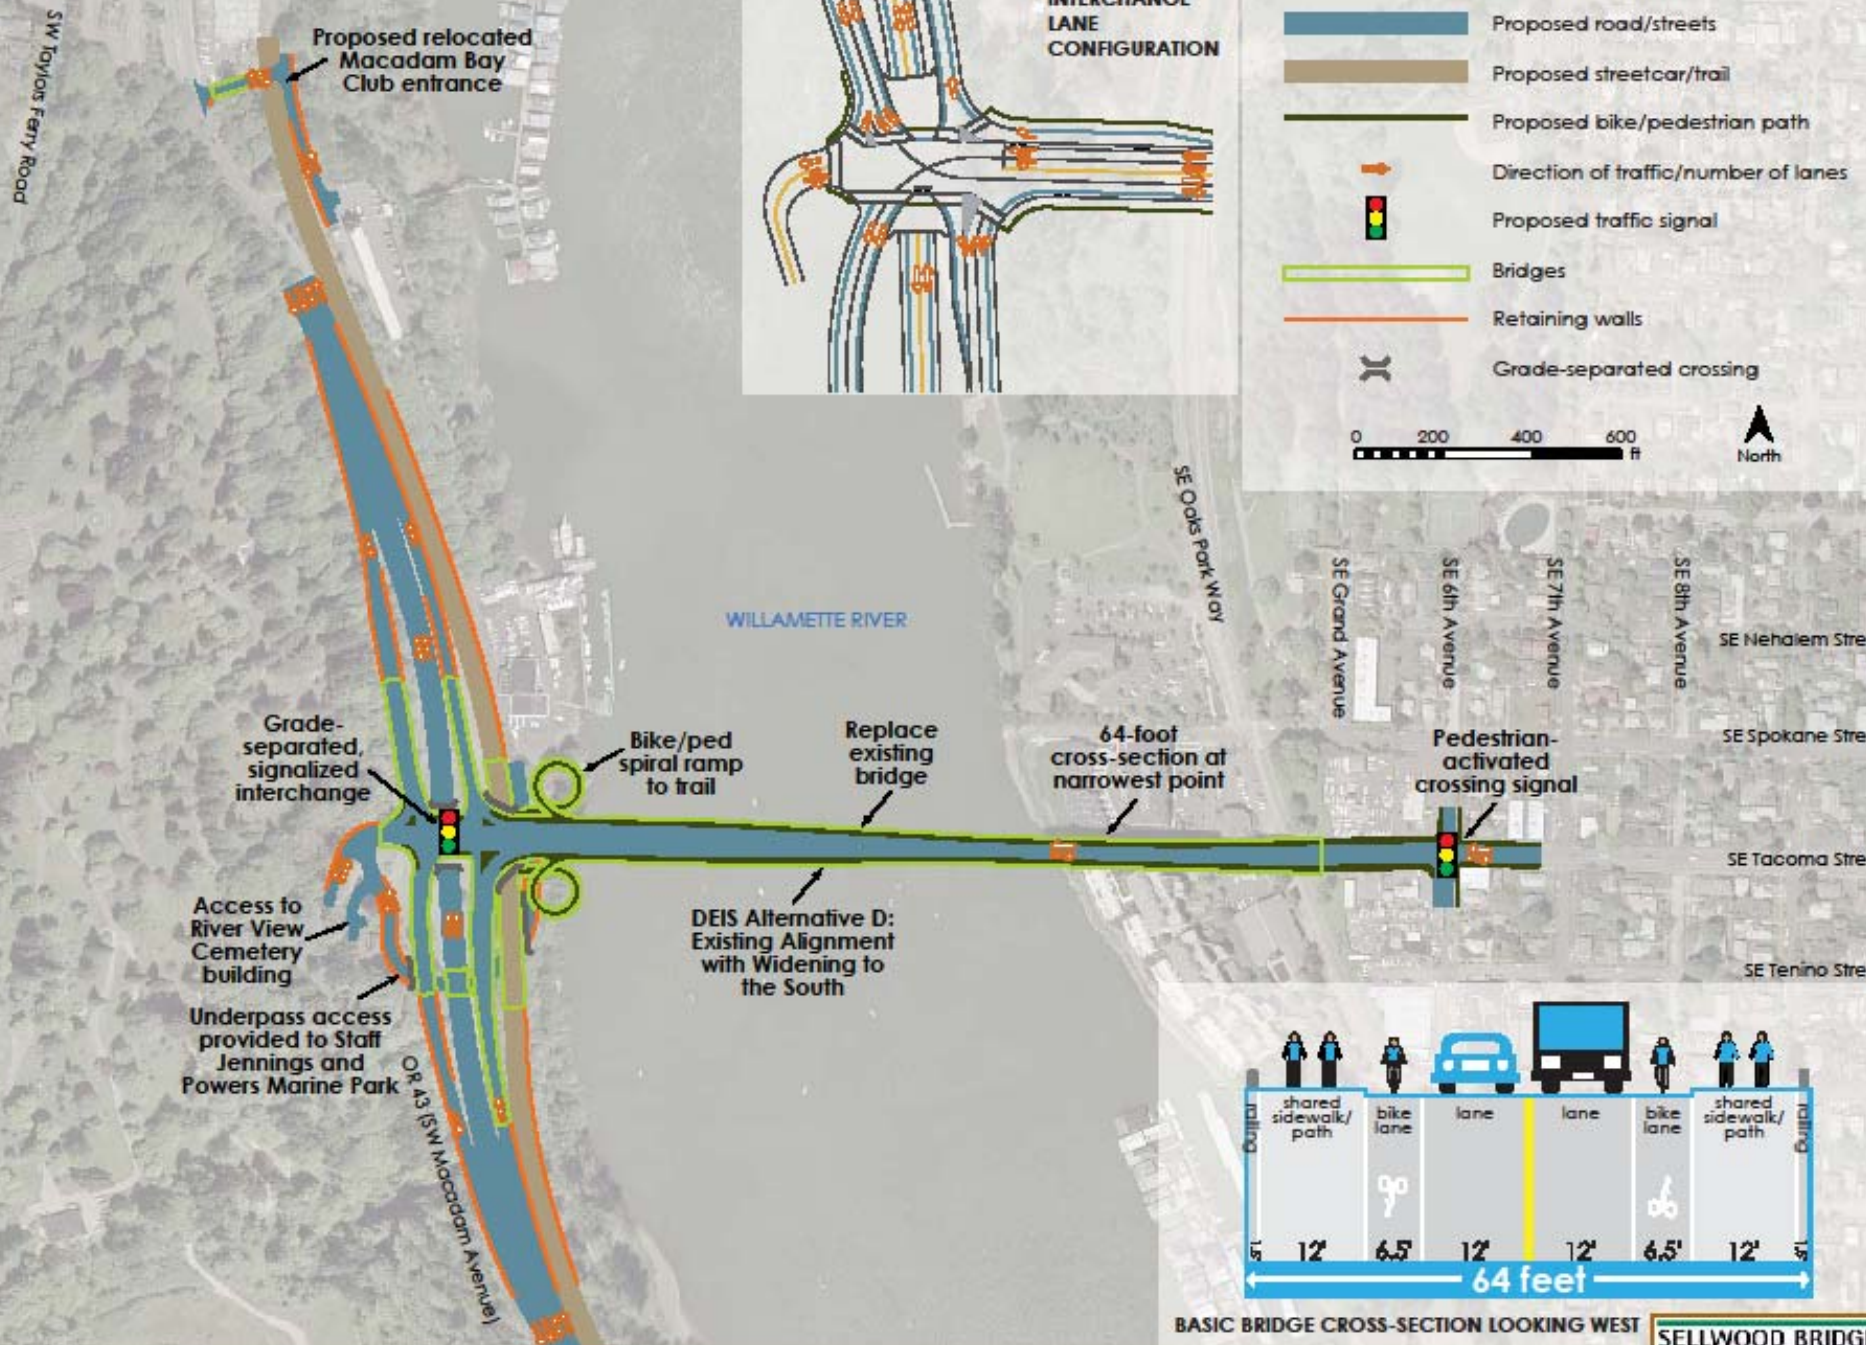 SW Taylors Ferry Road
Proposed relocated
Macadam Bay
Club entrance
INTERCHANGE
LANE
CONFIGURATION
Proposed road/streets
Proposed streetcar/trail
Proposed bike/pedestrian path
Direction of traffic/number of lanes
Proposed traffic signal
Bridges
Retaining walls
Grade-separated crossing
0 200 400 600
ft
North
SE Oaks Park Way
WILLAMETTE RIVER
SE Grand Avenue
SE 6th Avenue
SE 7th Avenue
SE 8th Avenue
SE Nehalem Stre
SE Spokane Stre
SE Tacoma Stre
SE Tenino Stre
Grade-
separated,
signalized
interchange
Bike/ped
spiral ramp
to trail
Replace
existing
bridge
64-foot
cross-section at
narrowest point
Pedestrian-
activated
crossing signal
Access to
River View
Cemetery
building
DEIS Alternative D:
Existing Alignment
with Widening to
the South
Underpass access
provided to Staff
Jennings and
Powers Marine Park
OR 43 (SW Macadam Avenue)
railing
shared
sidewalk/
path
bike
lane
lane
lane
bike
lane
shared
sidewalk/
path
railing
1.5' 12' 6.5' 12' 12' 6.5' 12' 1.5'
64 feet
BASIC BRIDGE CROSS-SECTION LOOKING WEST
SELLWOOD BRIDGE